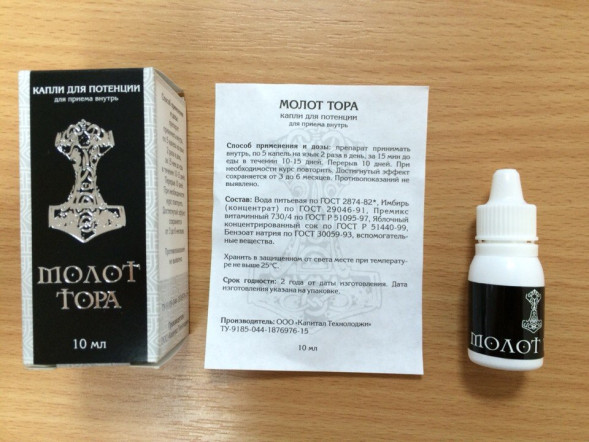 КАПЛИ ДЛЯ ПОТЕНЦИИ
для приема внутрь
МОЛОТ
ТОРА
10 мл
МОЛОТ ТОРА
КАПЛИ ДЛЯ ПОТЕНЦИИ
для приема внутрь
Способ применения и дозы: препарат принимать
внутрь, по 5 капель на язык 2 раза в день, за 15 мин до
еды в течении 10-15 дней. Перерыв 10 дней. При
необходимости курс повторить. Достигнутый эффект
сохраняется от 3 до 6 месяцев. Противопоказаний не
выявлено.
Состав: Вода питьевая по ГОСТ 2874-82*, Имбирь
(концентрат) по ГОСТ 29046-91, Премикс
витаминный 730/4 по ГОСТ Р 51095-97, Яблочный
концентрированный сок по ГОСТ Р 51440-99,
Бензоат натрия по ГОСТ 30059-93, вспомогатель-
ные вещества.
Хранить в защищенном от света месте при температу-
ре не выше 25°С.
Срок годности: 2 года от даты изготовления. Дата
изготовления указана на упаковке.
Производитель: ООО «Капитал Технолоджи»
ТУ-9185-044-1876976-15
10 мл
МОЛОТ